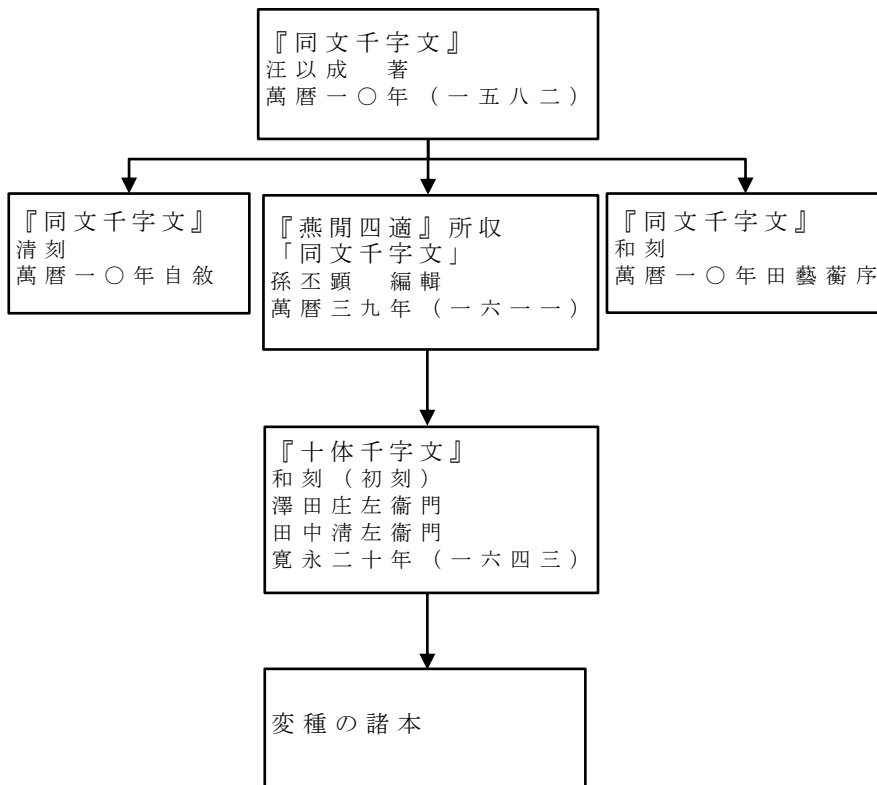 『同文千字文』
汪以成　著
萬暦一〇年（一五八二）
『同文千字文』
清刻
萬暦一〇年自敘
『燕閒四適』所収
「同文千字文」
孫丕顕　編輯
萬暦三九年（一六一一）
『同文千字文』
和刻
萬暦一〇年田藝蘅序
『十体千字文』
和刻（初刻）
澤田庄左衞門
田中淸左衞門
寛永二十年（一六四三）
変種の諸本